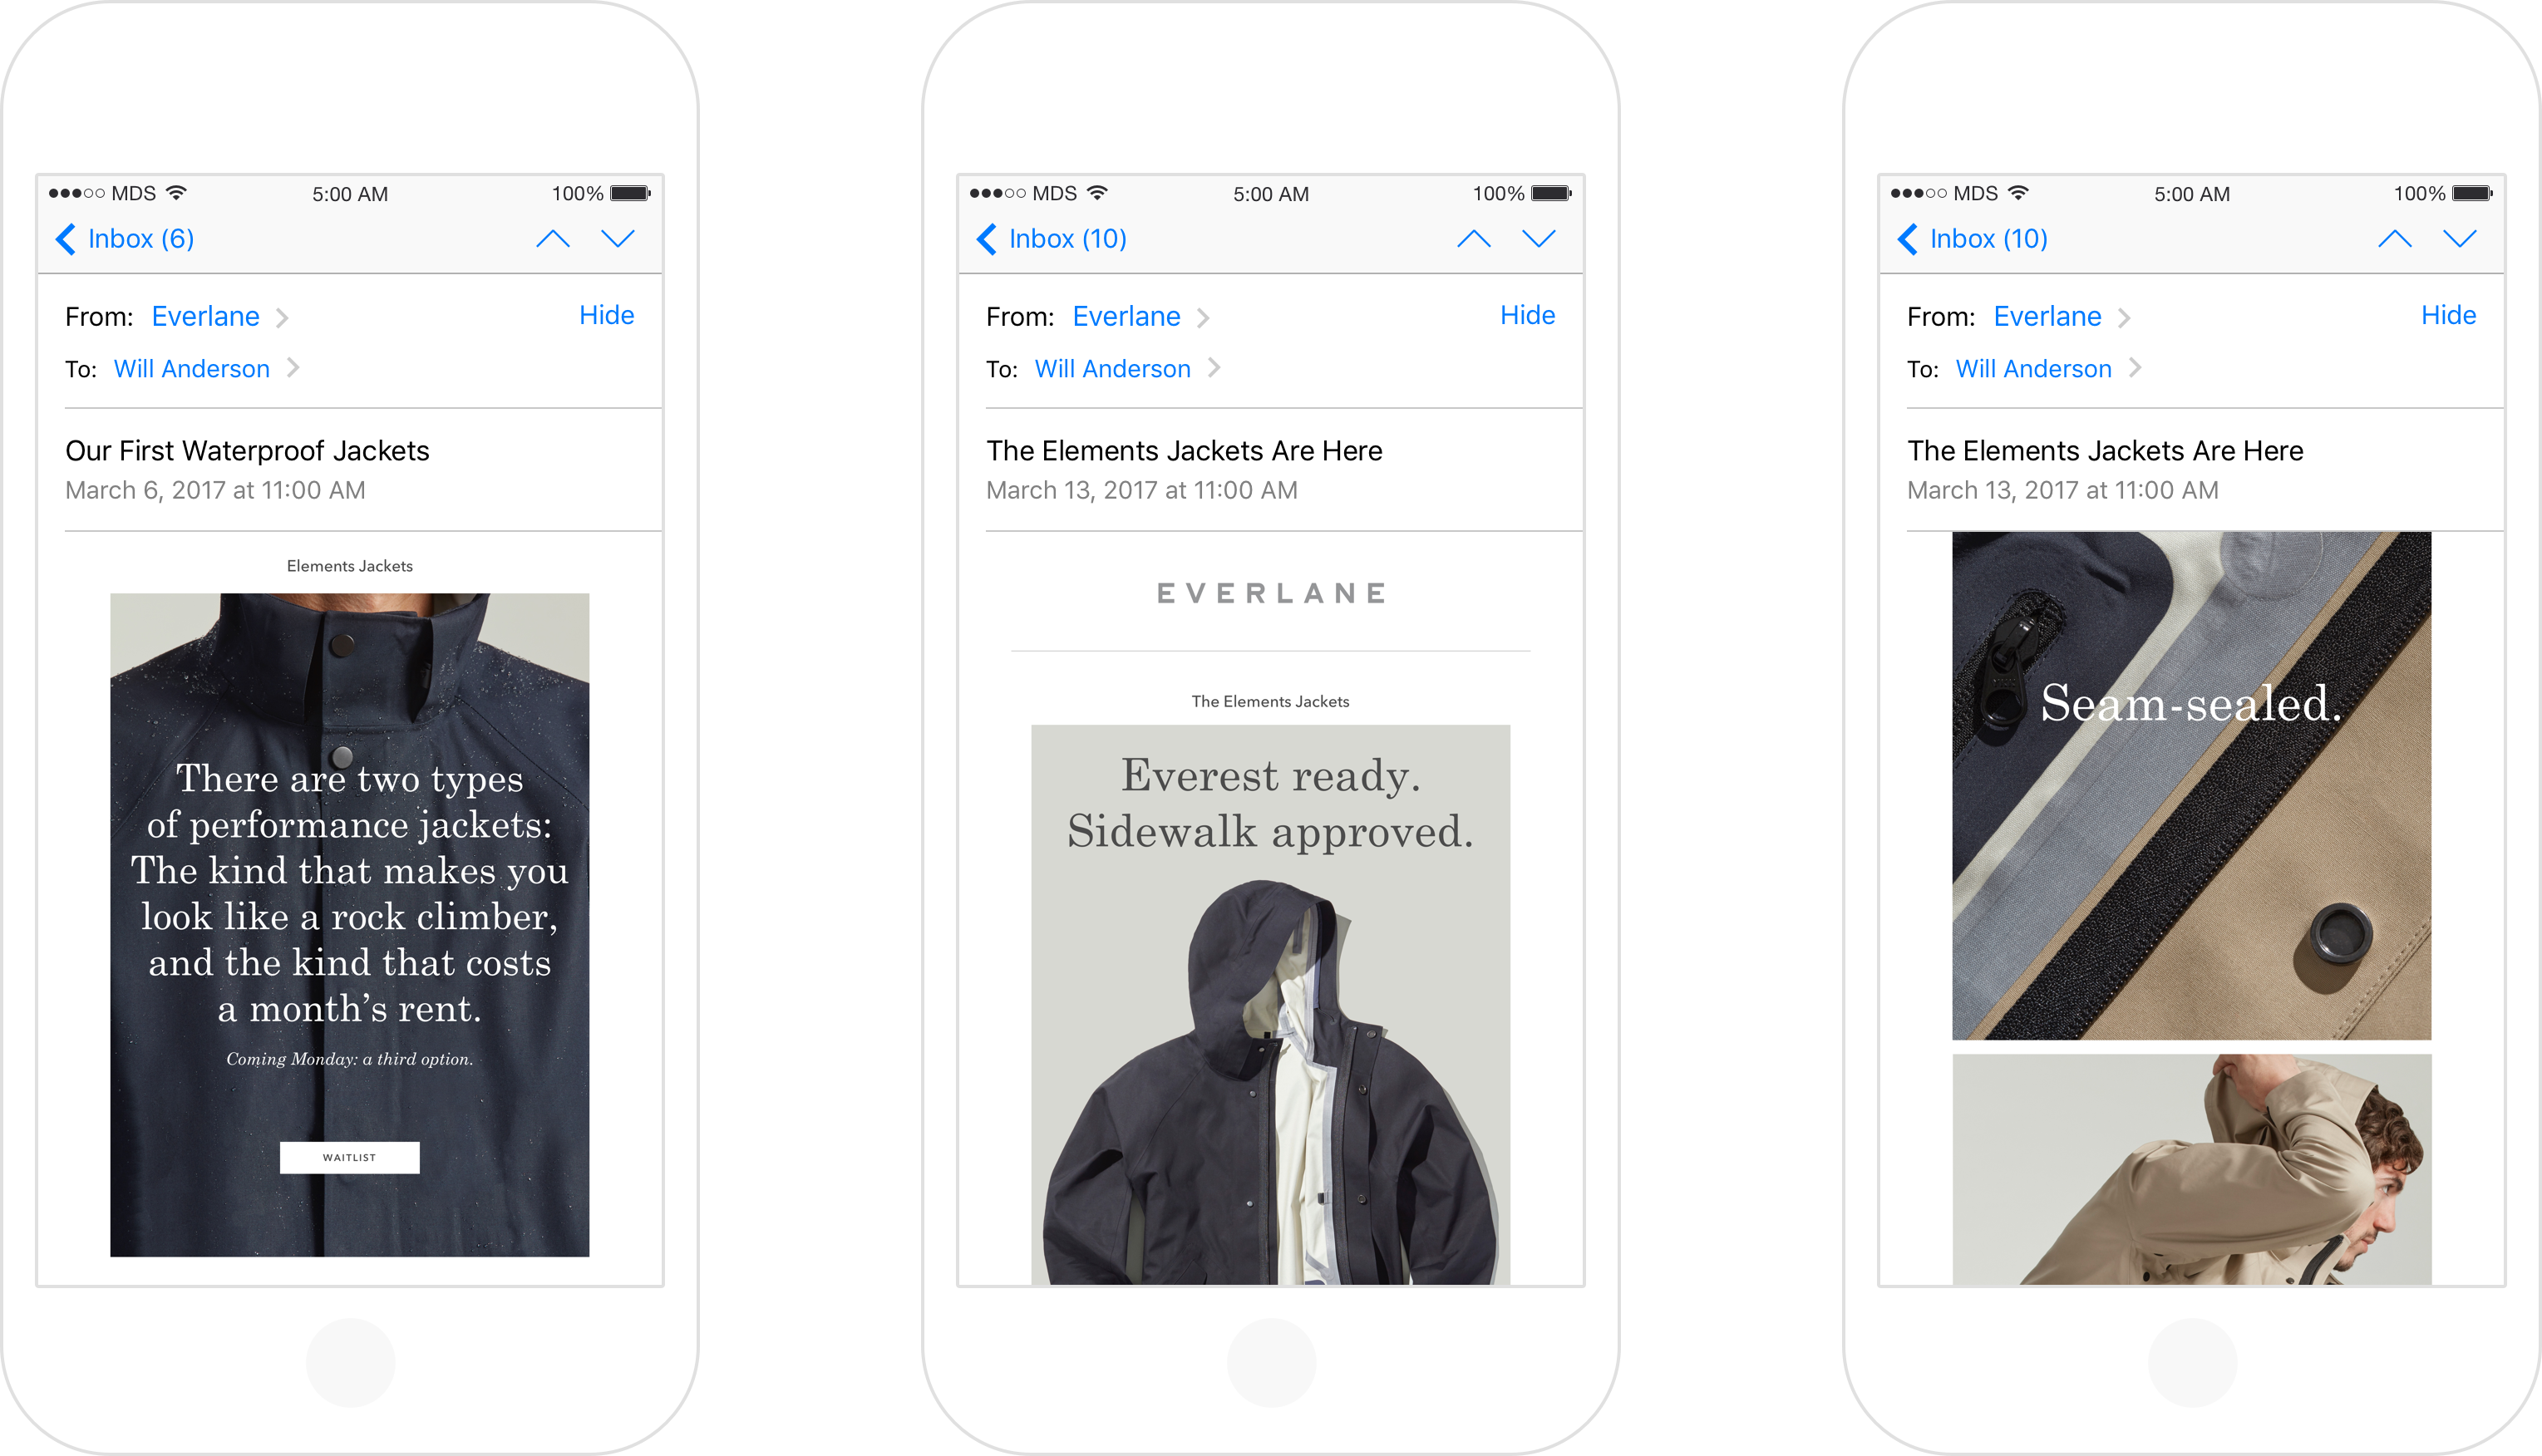 MDS 5:00 AM 100%
Inbox (6)
From: Everlane Hide
To: Will Anderson
Our First Waterproof Jackets
March 6, 2017 at 11:00 AM
Elements Jackets
There are two types
of performance jackets:
The kind that makes you
look like a rock climber,
and the kind that costs
a month’s rent.
Coming Monday: a third option.
WAITLIST
MDS 5:00 AM 100%
Inbox (10)
From: Everlane Hide
To: Will Anderson
The Elements Jackets Are Here
March 13, 2017 at 11:00 AM
EVERLANE
The Elements Jackets
Everest ready.
Sidewalk approved.
MDS 5:00 AM 100%
Inbox (10)
From: Everlane Hide
To: Will Anderson
The Elements Jackets Are Here
March 13, 2017 at 11:00 AM
Seam-sealed.